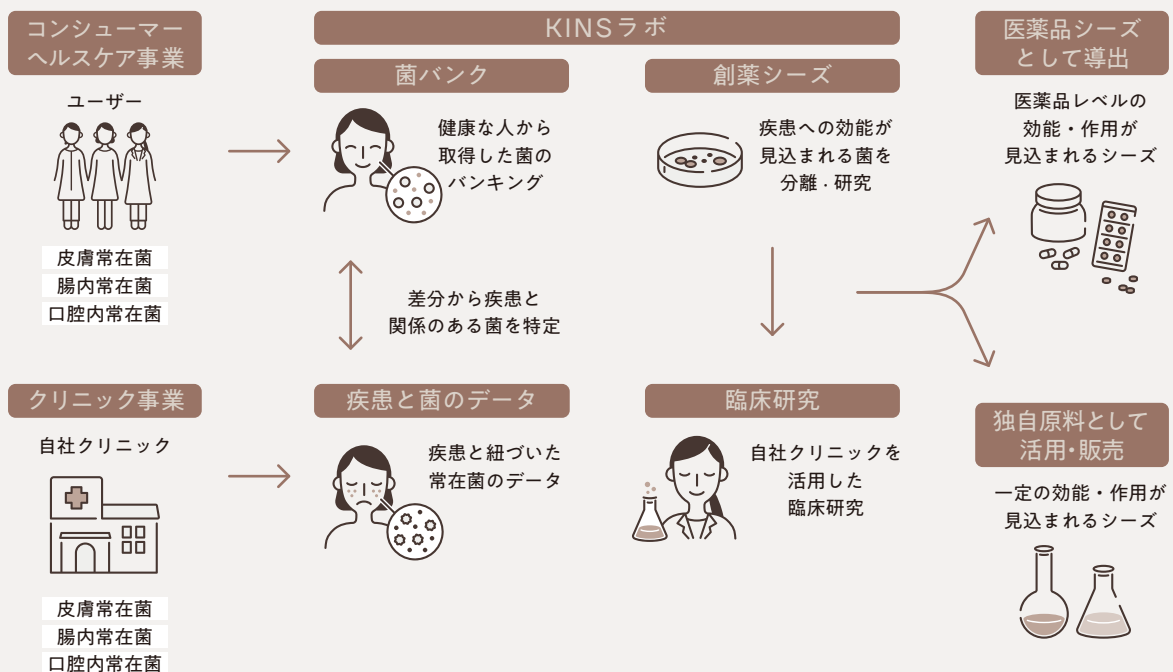 コンシューマー
ヘルスケア事業
ユーザー
皮膚常在菌
腸内常在菌
口腔内常在菌
クリニック事業
自社クリニック
皮膚常在菌
腸内常在菌
口腔内常在菌
KINSラボ
菌バンク
健康な人から
取得した菌の
バンキング
差分から疾患と
関係のある菌を特定
疾患と菌のデータ
疾患と紐づいた
常在菌のデータ
創薬シーズ
疾患への効能が
見込まれる菌を
分離・研究
臨床研究
自社クリニックを
活用した
臨床研究
医薬品シーズ
として導出
医薬品レベルの
効能・作用が
見込まれるシーズ
独自原料として
活用・販売
一定の効能・作用が
見込まれるシーズ